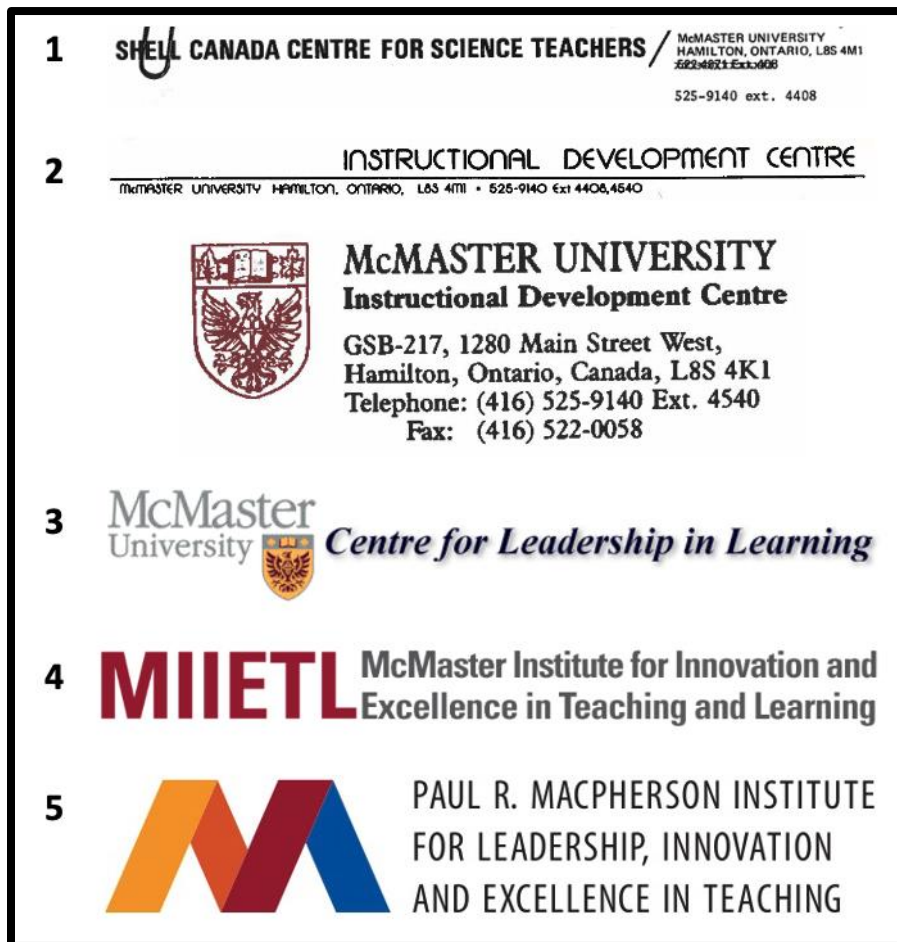 1
SHELL CANADA CENTRE FOR SCIENCE TEACHERS / McMASTER UNIVERSITY
HAMILTON, ONTARIO, L8S 4M1
525-9140 ext. 4408
2
INSTRUCTIONAL DEVELOPMENT CENTRE
McMASTER UNIVERSITY HAMILTON, ONTARIO, L8S 4M1 • 525-9140 Ext 4408,4540
McMASTER UNIVERSITY
Instructional Development Centre
GSB-217, 1280 Main Street West,
Hamilton, Ontario, Canada, L8S 4K1
Telephone: (416) 525-9140 Ext. 4540
Fax: (416) 522-0058
3
McMaster
University
Centre for Leadership in Learning
4
MIIETL
McMaster Institute for Innovation and
Excellence in Teaching and Learning
5
PAUL R. MACPHERSON INSTITUTE
FOR LEADERSHIP, INNOVATION
AND EXCELLENCE IN TEACHING